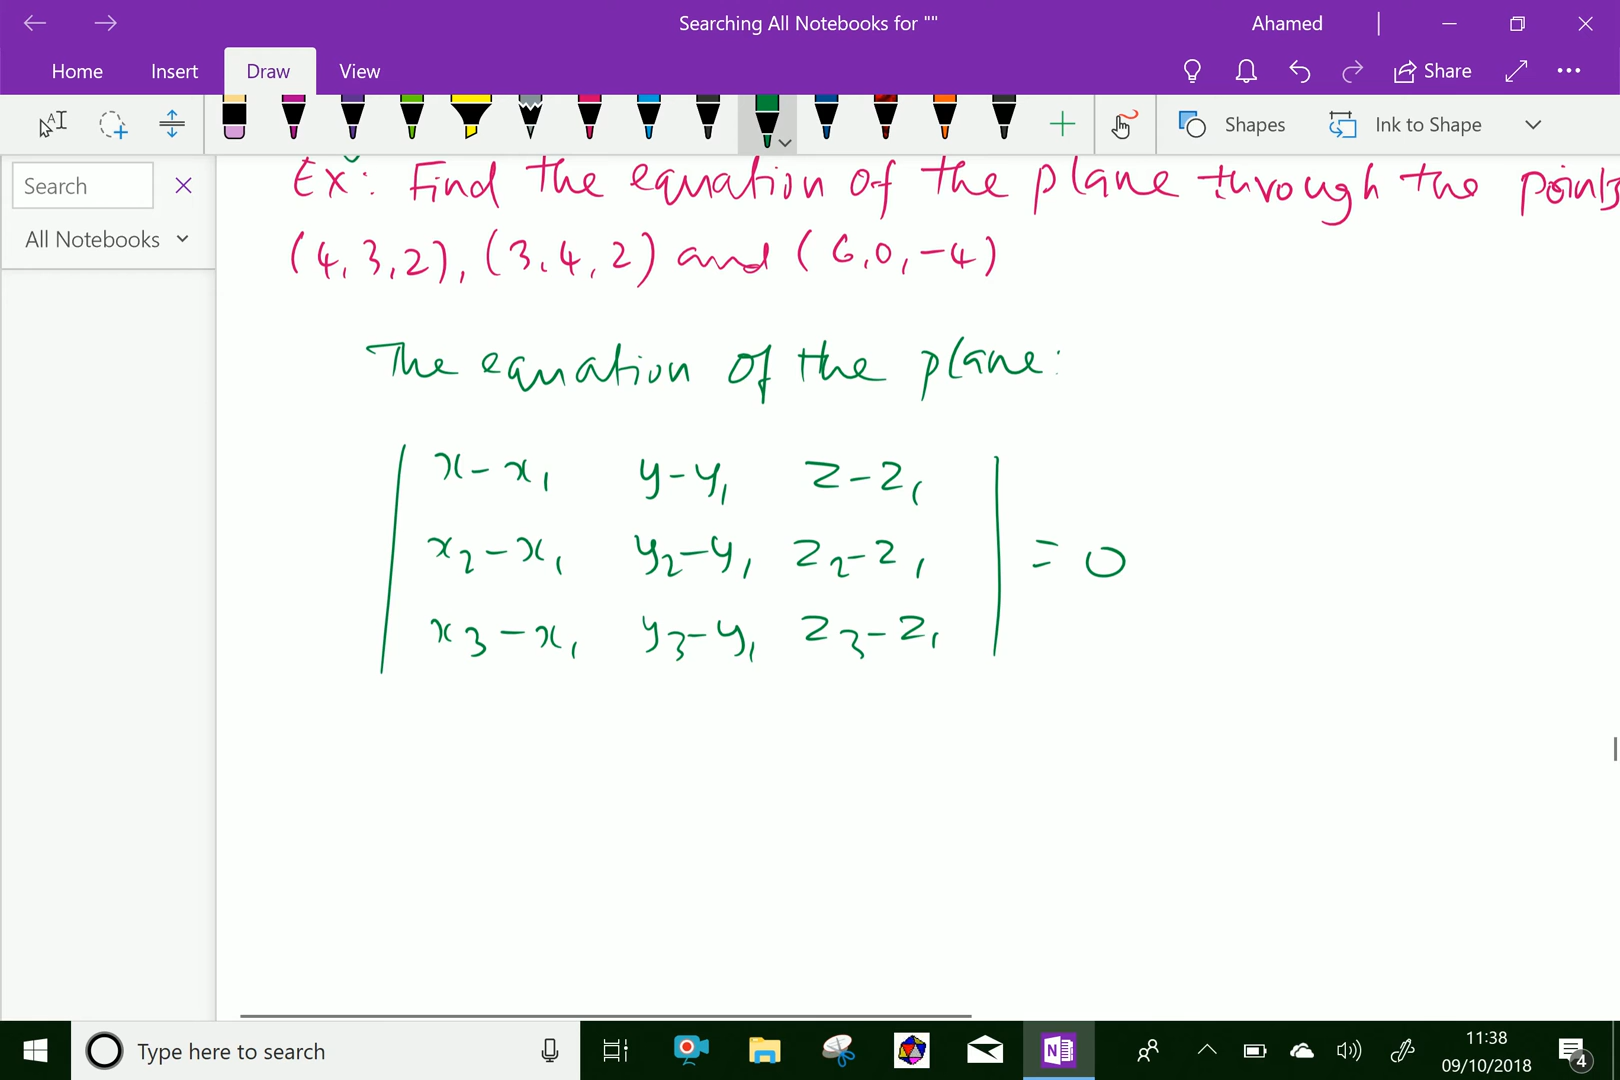 Searching All Notebooks for ""
Ahamed
Home Insert Draw View
Share
Shapes Ink to Shape
Search
All Notebooks
Ex: Find the equation of the plane through the points
(4, 3, 2), (3, 4, 2) and (6, 0, -4)
The equation of the plane:
| x - x₁ y - y₁ z - z₁ |
| x₂ - x₁ y₂ - y₁ z₂ - z₁ | = 0
| x₃ - x₁ y₃ - y₁ z₃ - z₁ |
Type here to search
11:38
09/10/2018
4